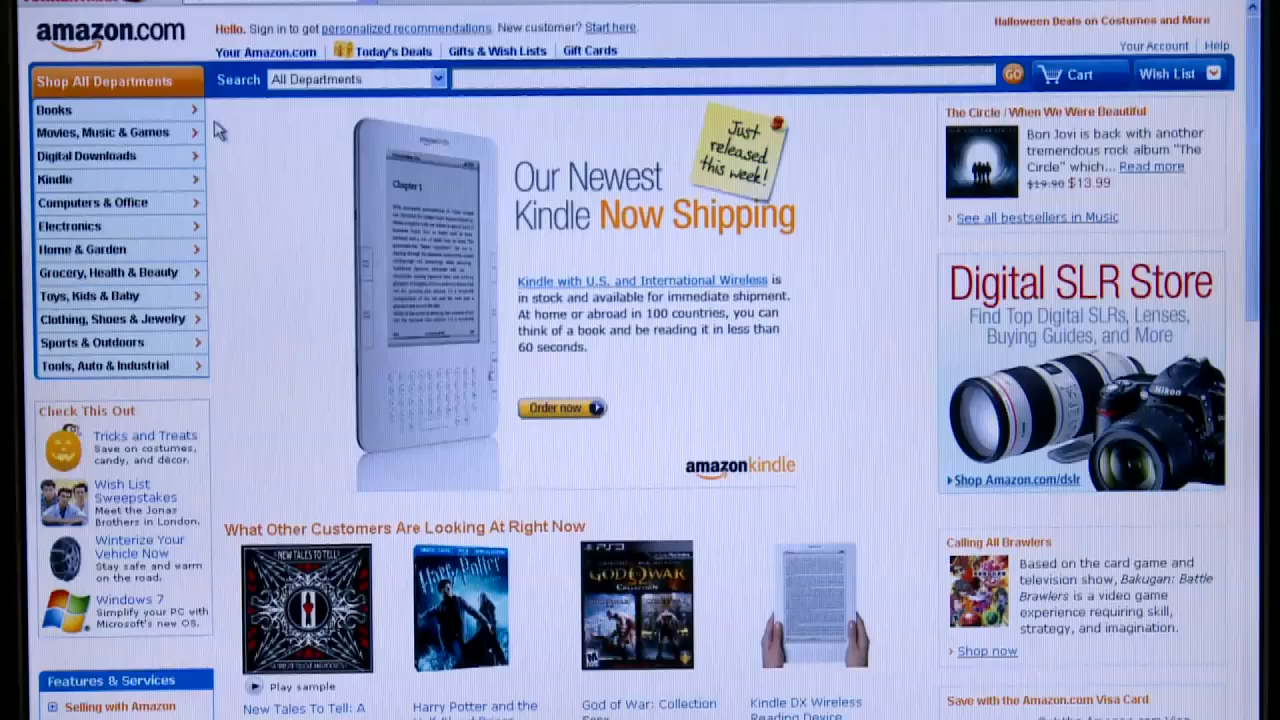 amazon.com
Hello. Sign in to get personalized recommendations. New customer? Start here.
Halloween Deals on Costumes and More
Your Amazon.com
Today's Deals
Gifts & Wish Lists
Gift Cards
Your Account
Help
Shop All Departments
Search
All Departments
GO
Cart
Wish List
Books
Movies, Music & Games
Digital Downloads
Kindle
Computers & Office
Electronics
Home & Garden
Grocery, Health & Beauty
Toys, Kids & Baby
Clothing, Shoes & Jewelry
Sports & Outdoors
Tools, Auto & Industrial
Check This Out
Tricks and Treats
Save on costumes,
candy, and décor.
Wish List
Sweepstakes
Meet the Jonas
Brothers in London.
Winterize Your
Vehicle Now
Stay safe and warm
on the road.
Windows 7
Simplify your PC with
Microsoft's new OS.
Features & Services
Selling with Amazon
Chapter 1
Just
released
this week!
Our Newest
Kindle Now Shipping
Kindle with U.S. and International Wireless is
in stock and available for immediate shipment.
At home or abroad in 100 countries, you can
think of a book and be reading it in less than
60 seconds.
Order now
amazonkindle
What Other Customers Are Looking At Right Now
NEW TALES TO TELL
Harry Potter
PS3
GOD OF WAR
COLLECTION
Play sample
New Tales To Tell: A
Harry Potter and the
God of War: Collection
Kindle DX Wireless
Reading Device
The Circle / When We Were Beautiful
Bon Jovi is back with another
tremendous rock album "The
Circle" which... Read more
$19.90 $13.99
See all bestsellers in Music
Digital SLR Store
Find Top Digital SLRs, Lenses,
Buying Guides, and More
Nikon
Shop Amazon.com/dslr
Calling All Brawlers
Based on the card game and
television show, Bakugan: Battle
Brawlers is a video game
experience requiring skill,
strategy, and imagination.
Shop now
Save with the Amazon.com Visa Card